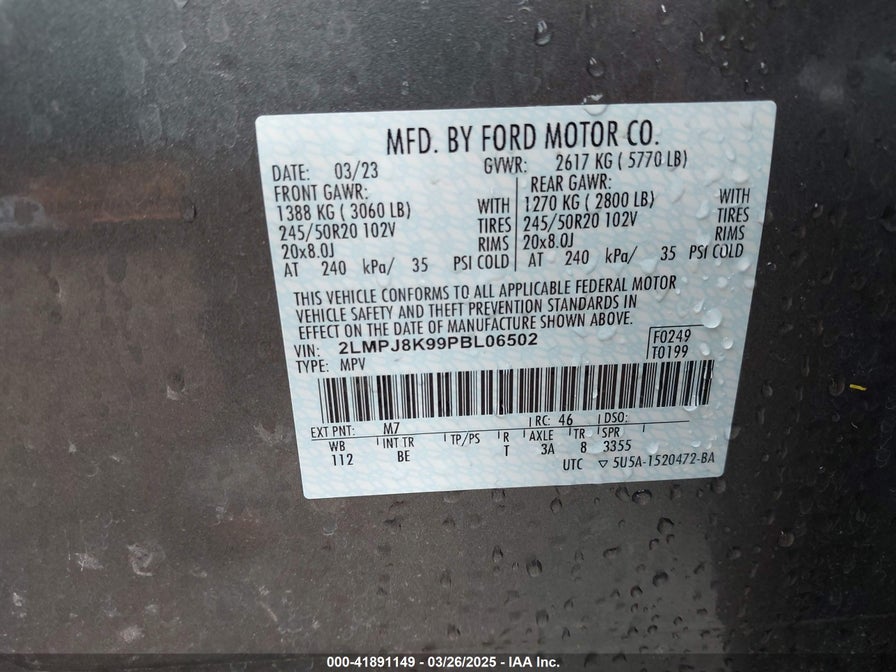 MFD. BY FORD MOTOR CO.
DATE: 03/23 GVWR: 2617 KG ( 5770 LB)
FRONT GAWR: REAR GAWR:
1388 KG ( 3060 LB) WITH 1270 KG ( 2800 LB) WITH
245/50R20 102V TIRES 245/50R20 102V TIRES
20x8.0J RIMS 20x8.0J RIMS
AT 240 kPa/ 35 PSI COLD AT 240 kPa/ 35 PSI COLD
THIS VEHICLE CONFORMS TO ALL APPLICABLE FEDERAL MOTOR
VEHICLE SAFETY AND THEFT PREVENTION STANDARDS IN
EFFECT ON THE DATE OF MANUFACTURE SHOWN ABOVE.
VIN: 2LMPJ8K99PBL06502 F0249
TYPE: MPV T0199
EXT PNT: M7 RC: 46 DSO:
WB INT TR TP/PS R AXLE TR SPR
112 BE T 3A 8 3355
UTC ▽ 5U5A-1520472-BA
000-41891149 - 03/26/2025 - IAA Inc.